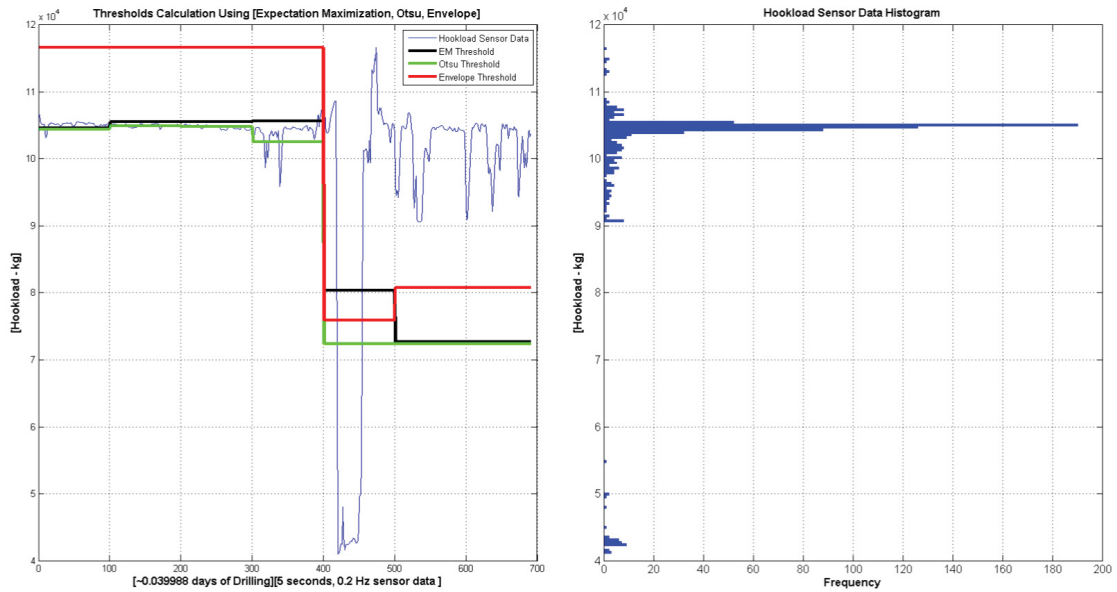 Thresholds Calculation Using [Expectation Maximization, Otsu, Envelope]
x 10^4
12
11
10
9
8
7
6
5
4
[Hookload - kg]
Hookload Sensor Data
EM Threshold
Otsu Threshold
Envelope Threshold
0 100 200 300 400 500 600 700
[~0.039988 days of Drilling][5 seconds, 0.2 Hz sensor data ]
Hookload Sensor Data Histogram
x 10^4
12
11
10
9
8
7
6
5
4
[Hookload - kg]
0 20 40 60 80 100 120 140 160 180 200
Frequency